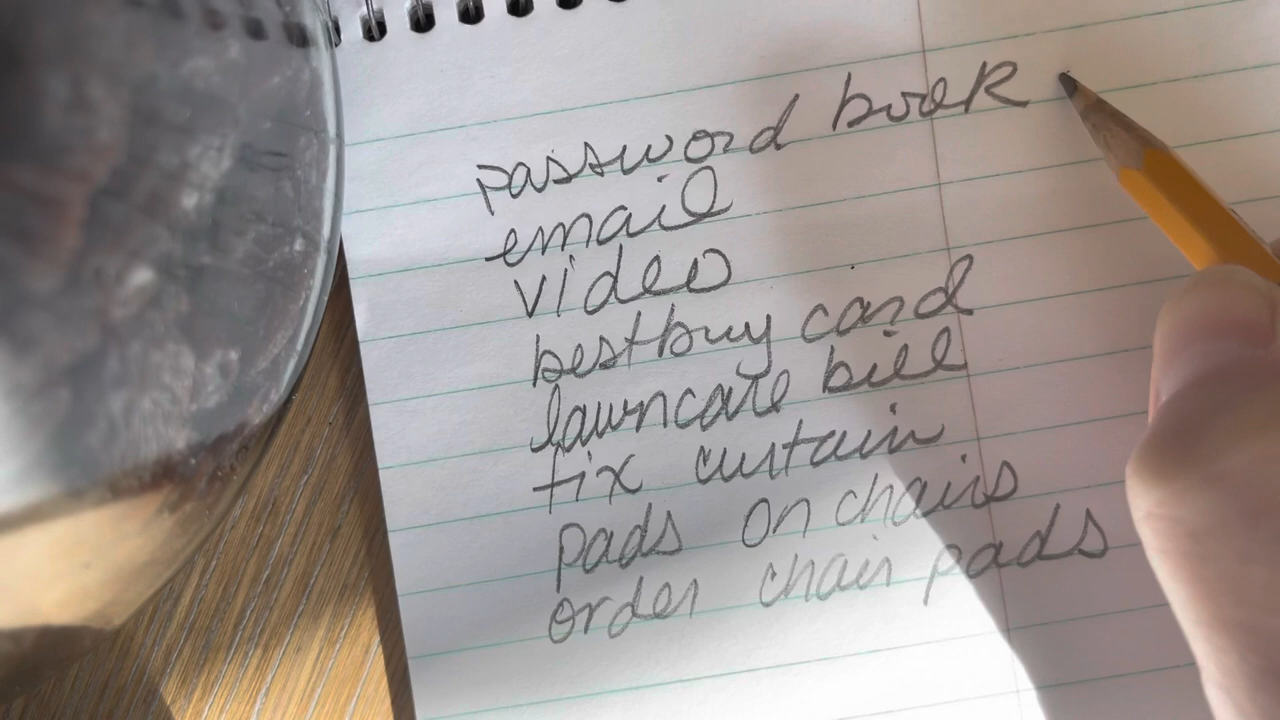 password book
email
video
bestbuy card
lawncare bill
fix curtain
pads on chairs
order chair pads